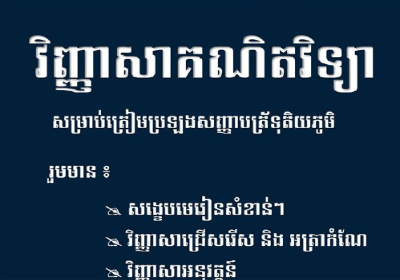 វិញ្ញាសាគណិតវិទ្យា
សម្រាប់ត្រៀមប្រឡងសញ្ញាបត្រ័ទុតិយភូមិ
រួមមាន ៖
សង្ខេបមេរៀនសំខាន់ៗ
វិញ្ញាសាជ្រើសរើស និង អត្រាកំណែ
វិញ្ញាសាអនុវត្តន៍